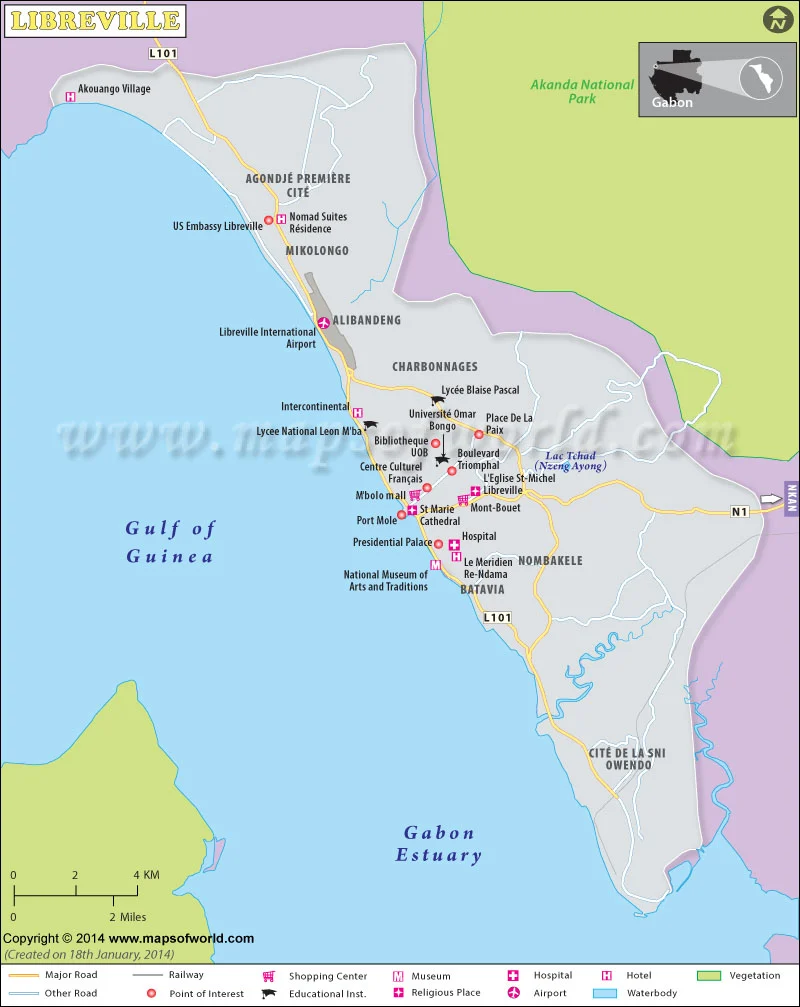 LIBREVILLE
L101
Akouango Village
Akanda National
Park
Gabon
AGONDJÉ PREMIÈRE
CITÉ
US Embassy Libreville
Nomad Suites
Résidence
MIKOLONGO
ALIBANDENG
Libreville International
Airport
CHARBONNAGES
Lycée Blaise Pascal
Intercontinental
Université Omar
Bongo
Place De La
Paix
Lycee National Leon M'ba
www.mapsofworld.com
Bibliotheque
UOB
Boulevard
Triomphal
Lac Tchad
(Nzeng Ayong)
Centre Culturel
Français
L'Eglise St-Michel
Libreville
M'bolo mall
Mont-Bouet
NKAN
N1
Port Mole
St Marie
Cathedral
Gulf of
Guinea
Presidential Palace
Hospital
Le Meridien
Re-Ndama
NOMBAKELE
National Museum of
Arts and Traditions
BATAVIA
L101
CITÉ DE LA SNI
OWENDO
Gabon
Estuary
0 2 4 KM
0 2 Miles
Copyright © 2014 www.mapsofworld.com
(Created on 18th January, 2014)
Major Road
Railway
Shopping Center
Museum
Hospital
Hotel
Vegetation
Other Road
Point of Interest
Educational Inst.
Religious Place
Airport
Waterbody